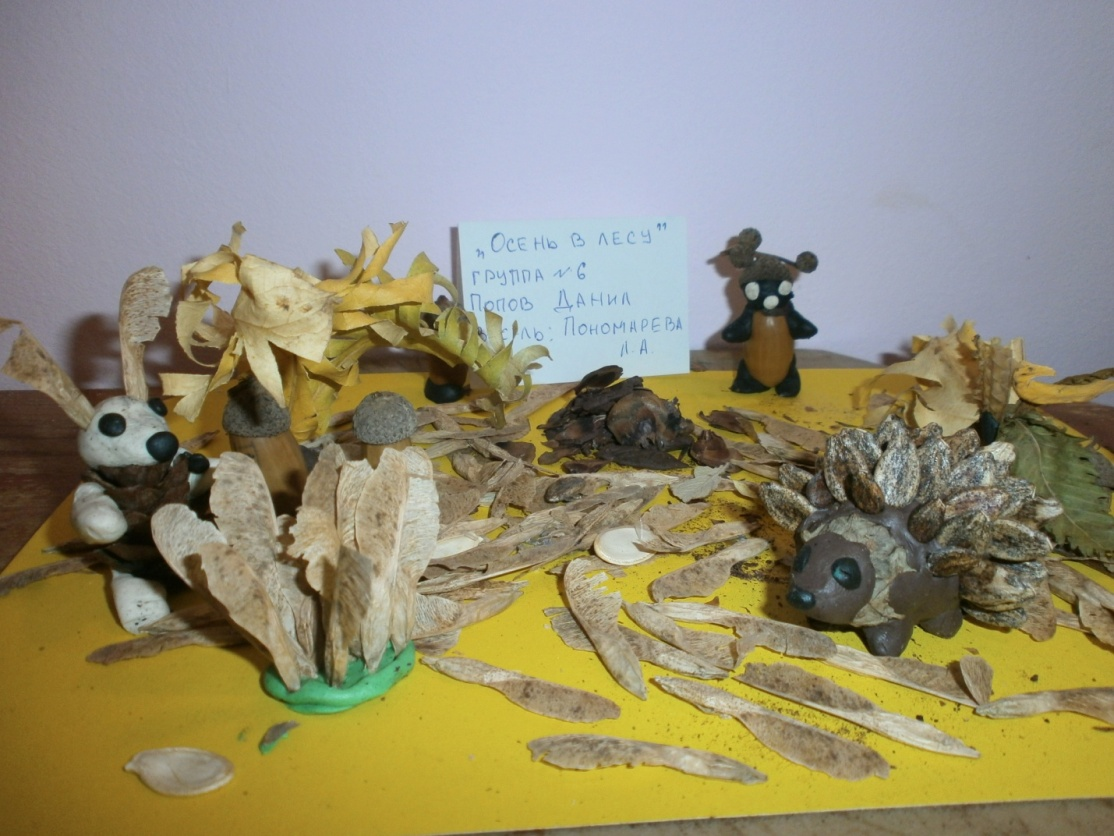 „Осень в лесу”
группа №6
Попов Данил
Пономарева
Л.А.